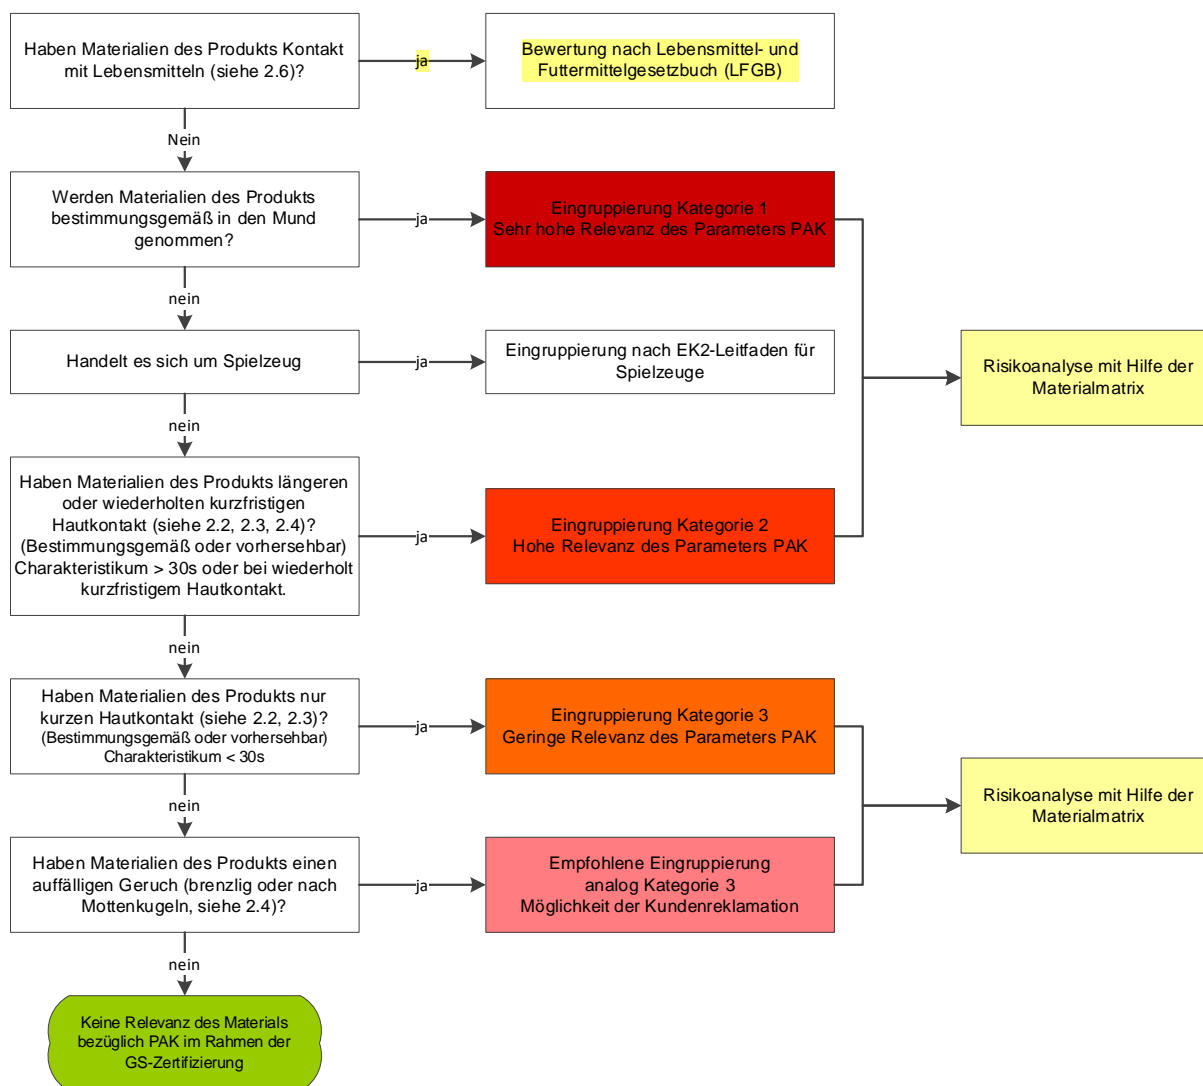 Haben Materialien des Produkts Kontakt
mit Lebensmitteln (siehe 2.6)?
ja
Bewertung nach Lebensmittel- und
Futtermittelgesetzbuch (LFGB)
Nein
Werden Materialien des Produkts
bestimmungsgemäß in den Mund
genommen?
ja
Eingruppierung Kategorie 1
Sehr hohe Relevanz des Parameters PAK
nein
Handelt es sich um Spielzeug
ja
Eingruppierung nach EK2-Leitfaden für
Spielzeuge
Risikoanalyse mit Hilfe der
Materialmatrix
nein
Haben Materialien des Produkts längeren
oder wiederholten kurzfristigen
Hautkontakt (siehe 2.2, 2.3, 2.4)?
(Bestimmungsgemäß oder vorhersehbar)
Charakteristikum > 30s oder bei wiederholt
kurzfristigem Hautkontakt.
ja
Eingruppierung Kategorie 2
Hohe Relevanz des Parameters PAK
nein
Haben Materialien des Produkts nur
kurzen Hautkontakt (siehe 2.2, 2.3)?
(Bestimmungsgemäß oder vorhersehbar)
Charakteristikum < 30s
ja
Eingruppierung Kategorie 3
Geringe Relevanz des Parameters PAK
Risikoanalyse mit Hilfe der
Materialmatrix
nein
Haben Materialien des Produkts einen
auffälligen Geruch (brenzlig oder nach
Mottenkugeln, siehe 2.4)?
ja
Empfohlene Eingruppierung
analog Kategorie 3
Möglichkeit der Kundenreklamation
nein
Keine Relevanz des Materials
bezüglich PAK im Rahmen der
GS-Zertifizierung